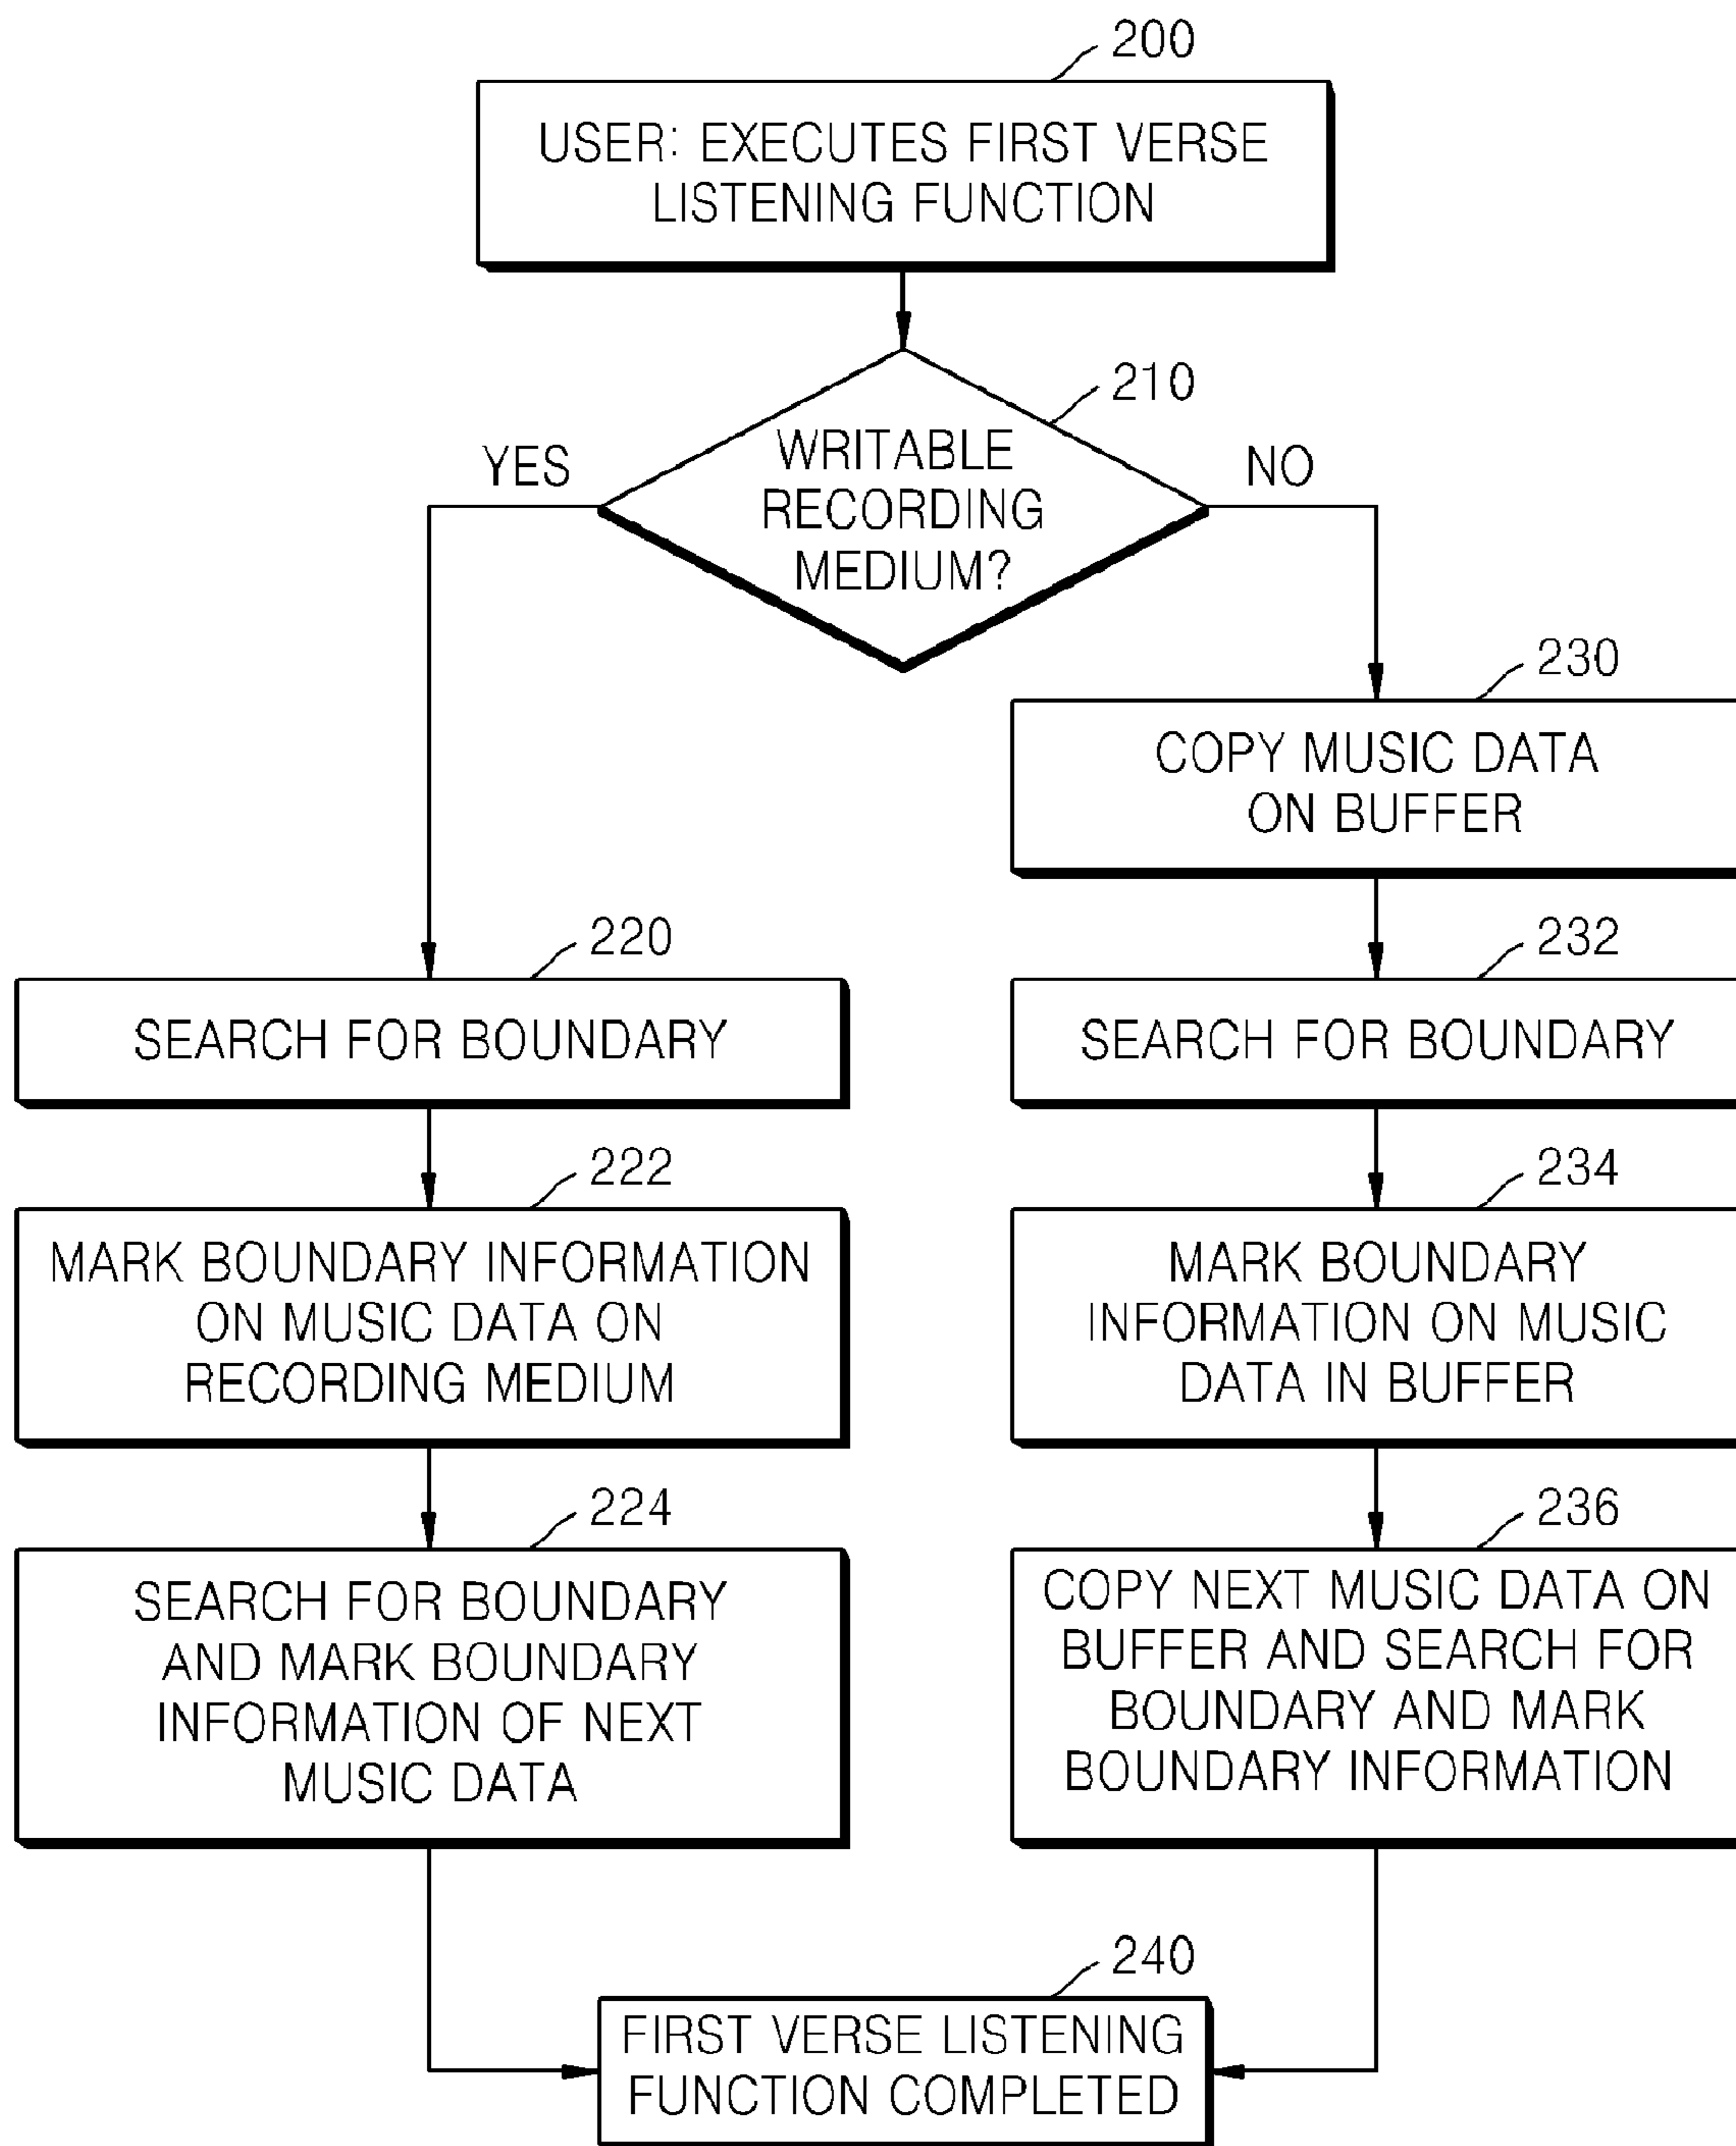 200
USER: EXECUTES FIRST VERSE
LISTENING FUNCTION
210
WRITABLE
RECORDING
MEDIUM?
YES
NO
230
COPY MUSIC DATA
ON BUFFER
220
SEARCH FOR BOUNDARY
232
SEARCH FOR BOUNDARY
222
MARK BOUNDARY INFORMATION
ON MUSIC DATA ON
RECORDING MEDIUM
234
MARK BOUNDARY
INFORMATION ON MUSIC
DATA IN BUFFER
224
SEARCH FOR BOUNDARY
AND MARK BOUNDARY
INFORMATION OF NEXT
MUSIC DATA
236
COPY NEXT MUSIC DATA ON
BUFFER AND SEARCH FOR
BOUNDARY AND MARK
BOUNDARY INFORMATION
240
FIRST VERSE LISTENING
FUNCTION COMPLETED